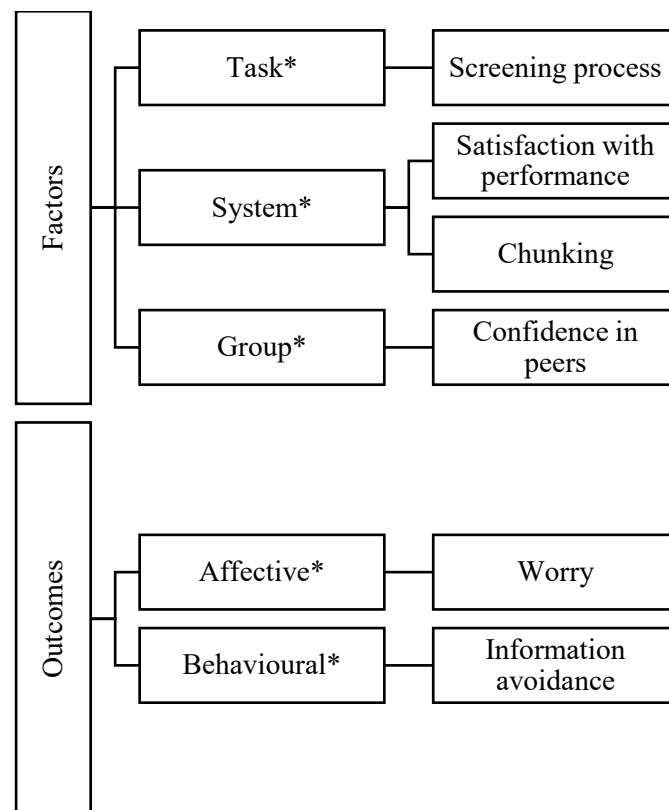 Factors
Task*
Screening process
System*
Satisfaction with
performance
Chunking
Group*
Confidence in
peers
Outcomes
Affective*
Worry
Behavioural*
Information
avoidance